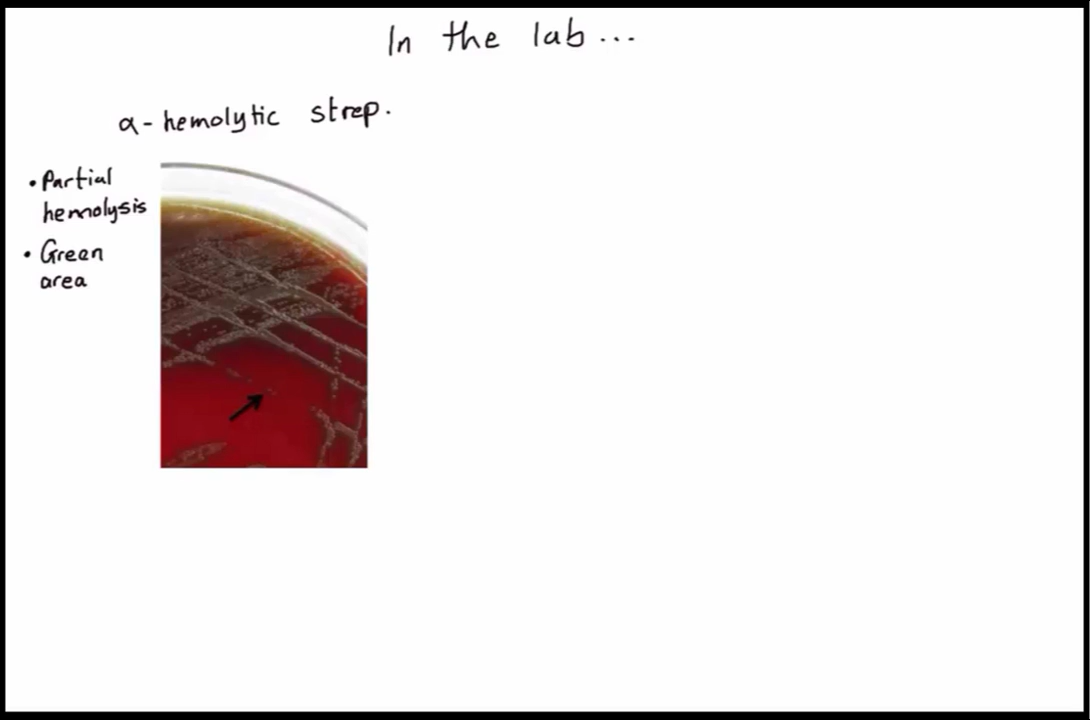 In the lab...
α-hemolytic strep.
• Partial
hemolysis
• Green
area